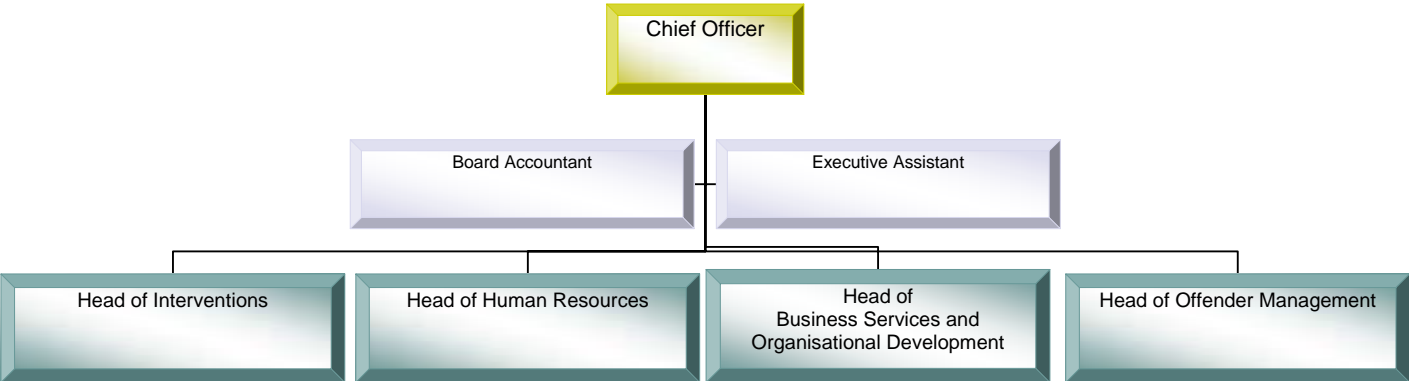 Chief Officer
Board Accountant
Executive Assistant
Head of Interventions
Head of Human Resources
Head of
Business Services and
Organisational Development
Head of Offender Management